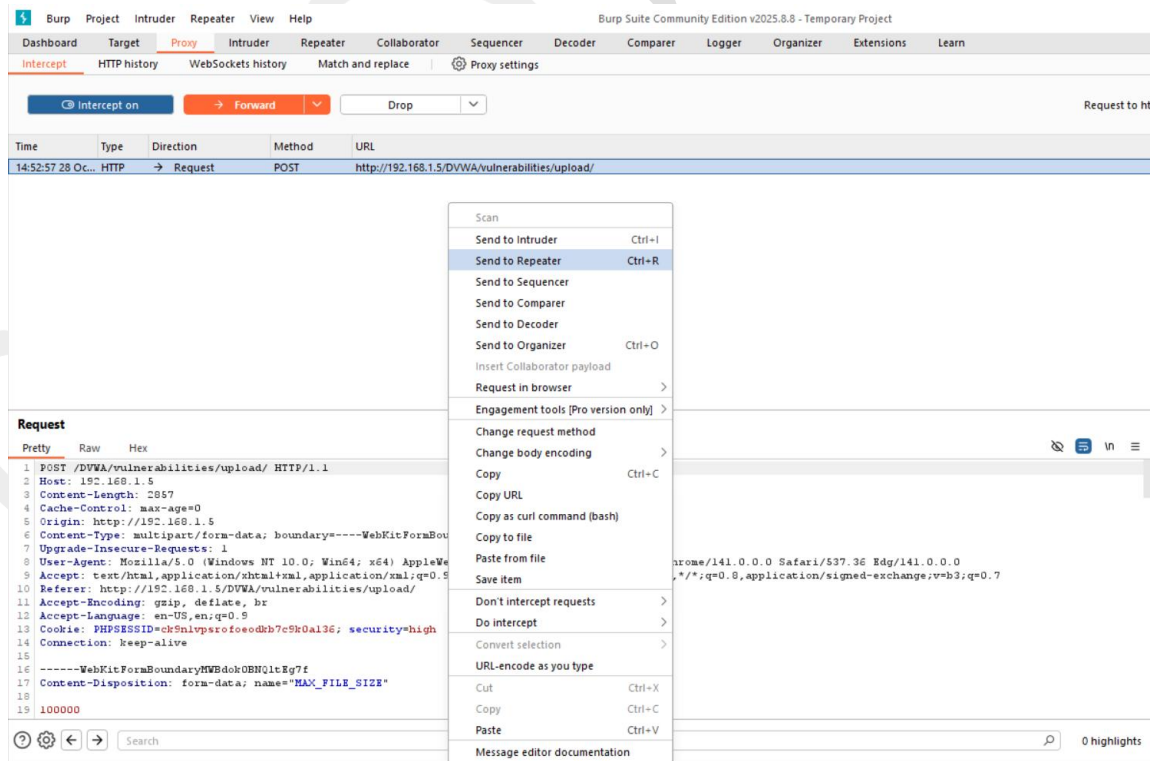 Burp Project Intruder Repeater View Help Burp Suite Community Edition v2025.8.8 - Temporary Project
Dashboard Target Proxy Intruder Repeater Collaborator Sequencer Decoder Comparer Logger Organizer Extensions Learn
Intercept HTTP history WebSockets history Match and replace Proxy settings
Intercept on Forward Drop Request to ht
Time Type Direction Method URL
14:52:57 28 Oc... HTTP → Request POST http://192.168.1.5/DVWA/vulnerabilities/upload/
Scan
Send to Intruder Ctrl+I
Send to Repeater Ctrl+R
Send to Sequencer
Send to Comparer
Send to Decoder
Send to Organizer Ctrl+O
Insert Collaborator payload
Request in browser >
Engagement tools [Pro version only] >
Change request method
Change body encoding >
Copy Ctrl+C
Copy URL
Copy as curl command (bash)
Copy to file
Paste from file
Save item
Don't intercept requests >
Do intercept >
Convert selection >
URL-encode as you type
Cut Ctrl+X
Copy Ctrl+C
Paste Ctrl+V
Message editor documentation
Request
Pretty Raw Hex \n
1 POST /DVWA/vulnerabilities/upload/ HTTP/1.1
2 Host: 192.168.1.5
3 Content-Length: 2857
4 Cache-Control: max-age=0
5 Origin: http://192.168.1.5
6 Content-Type: multipart/form-data; boundary=----WebKitFormBou
7 Upgrade-Insecure-Requests: 1
8 User-Agent: Mozilla/5.0 (Windows NT 10.0; Win64; x64) AppleWe hrome/141.0.0.0 Safari/537.36 Edg/141.0.0.0
9 Accept: text/html,application/xhtml+xml,application/xml;q=0.9 ,*/*;q=0.8,application/signed-exchange;v=b3;q=0.7
10 Referer: http://192.168.1.5/DVWA/vulnerabilities/upload/
11 Accept-Encoding: gzip, deflate, br
12 Accept-Language: en-US,en;q=0.9
13 Cookie: PHPSESSID=ck9nlvpsrofoeodkb7c9k0al36; security=high
14 Connection: keep-alive
15
16 ------WebKitFormBoundaryMWBdokOBNQltEg7f
17 Content-Disposition: form-data; name="MAX_FILE_SIZE"
18
19 100000
Search 0 highlights